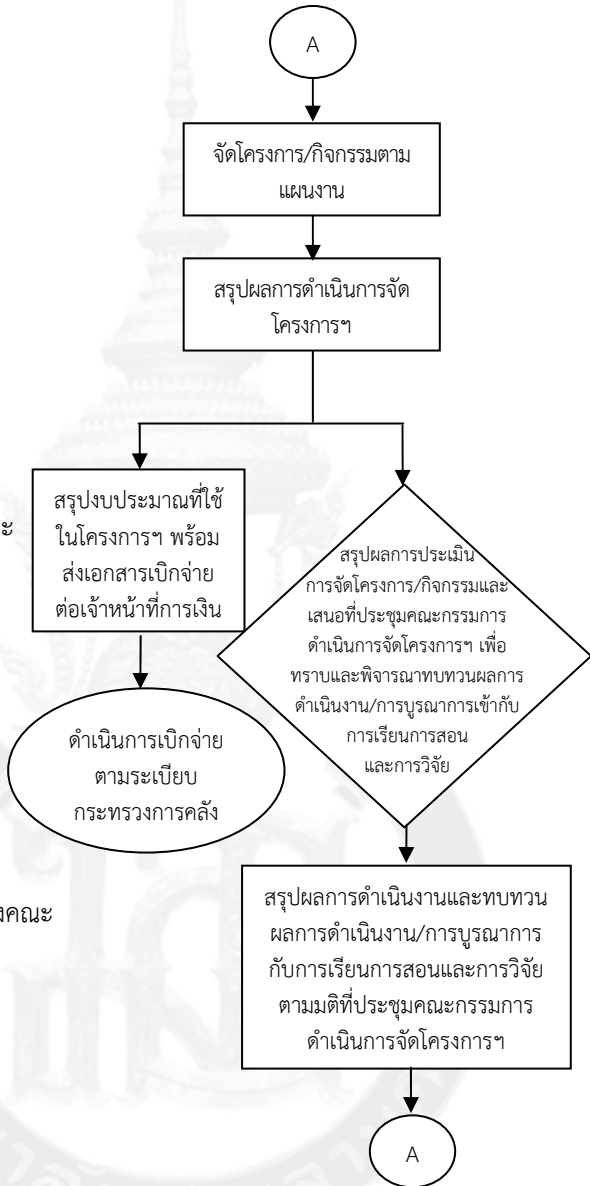 A
จัดโครงการ/กิจกรรมตาม
แผนงาน
สรุปผลการดำเนินการจัด
โครงการฯ
สรุปงบประมาณที่ใช้
ในโครงการฯ พร้อม
ส่งเอกสารเบิกจ่าย
ต่อเจ้าหน้าที่การเงิน
สรุปผลการประเมิน
การจัดโครงการ/กิจกรรมและ
เสนอที่ประชุมคณะกรรมการ
ดำเนินการจัดโครงการฯ เพื่อ
ทราบและพิจารณาทบทวนผลการ
ดำเนินงาน/การบูรณาการเข้ากับ
การเรียนการสอน
และการวิจัย
ดำเนินการเบิกจ่าย
ตามระเบียบ
กระทรวงการคลัง
งคณะ
สรุปผลการดำเนินงานและทบทวน
ผลการดำเนินงาน/การบูรณาการ
กับการเรียนการสอนและการวิจัย
ตามมติที่ประชุมคณะกรรมการ
ดำเนินการจัดโครงการฯ
A